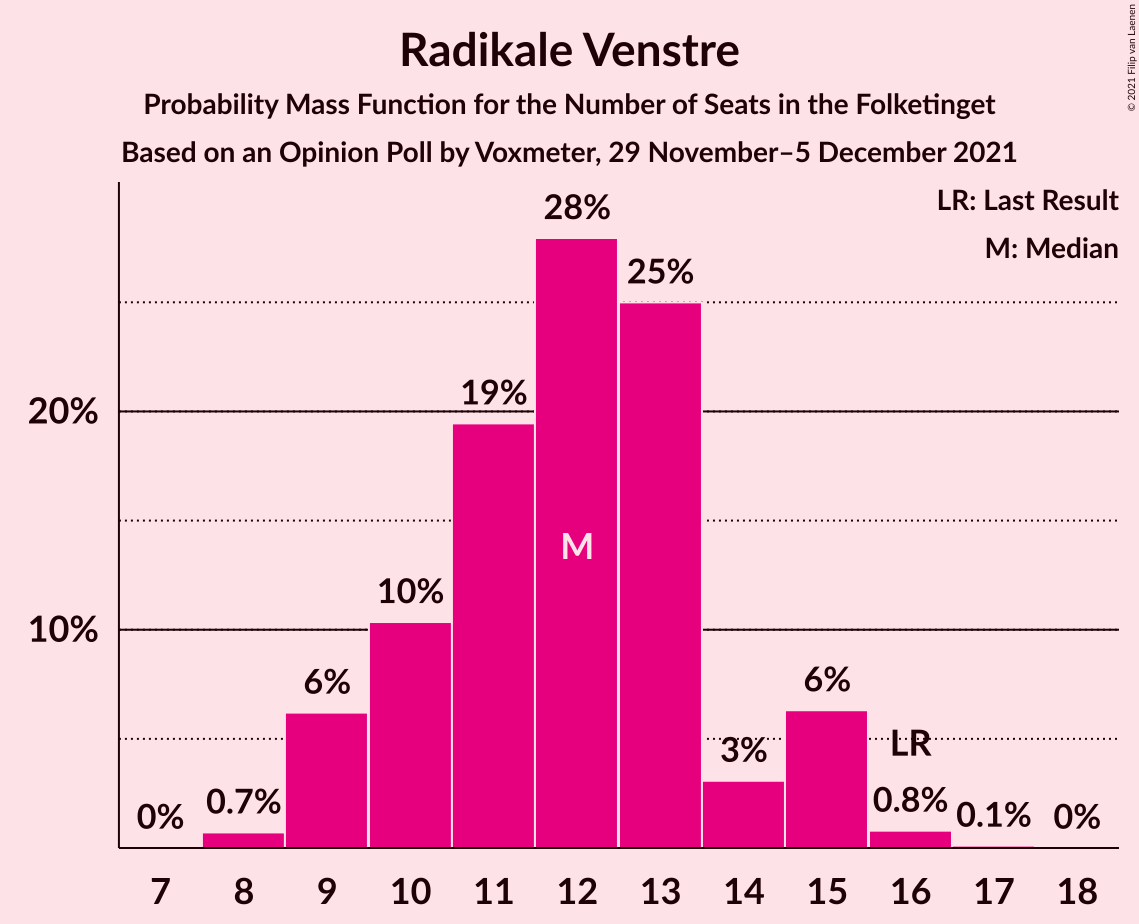 Radikale Venstre
Probability Mass Function for the Number of Seats in the Folketinget
Based on an Opinion Poll by Voxmeter, 29 November–5 December 2021
© 2021 Filip van Laenen
LR: Last Result
M: Median
28%
25%
19%
20%
M
10%
10%
6%
6%
3%
LR
0%
0.7%
0.8%
0.1%
0%
7 8 9 10 11 12 13 14 15 16 17 18